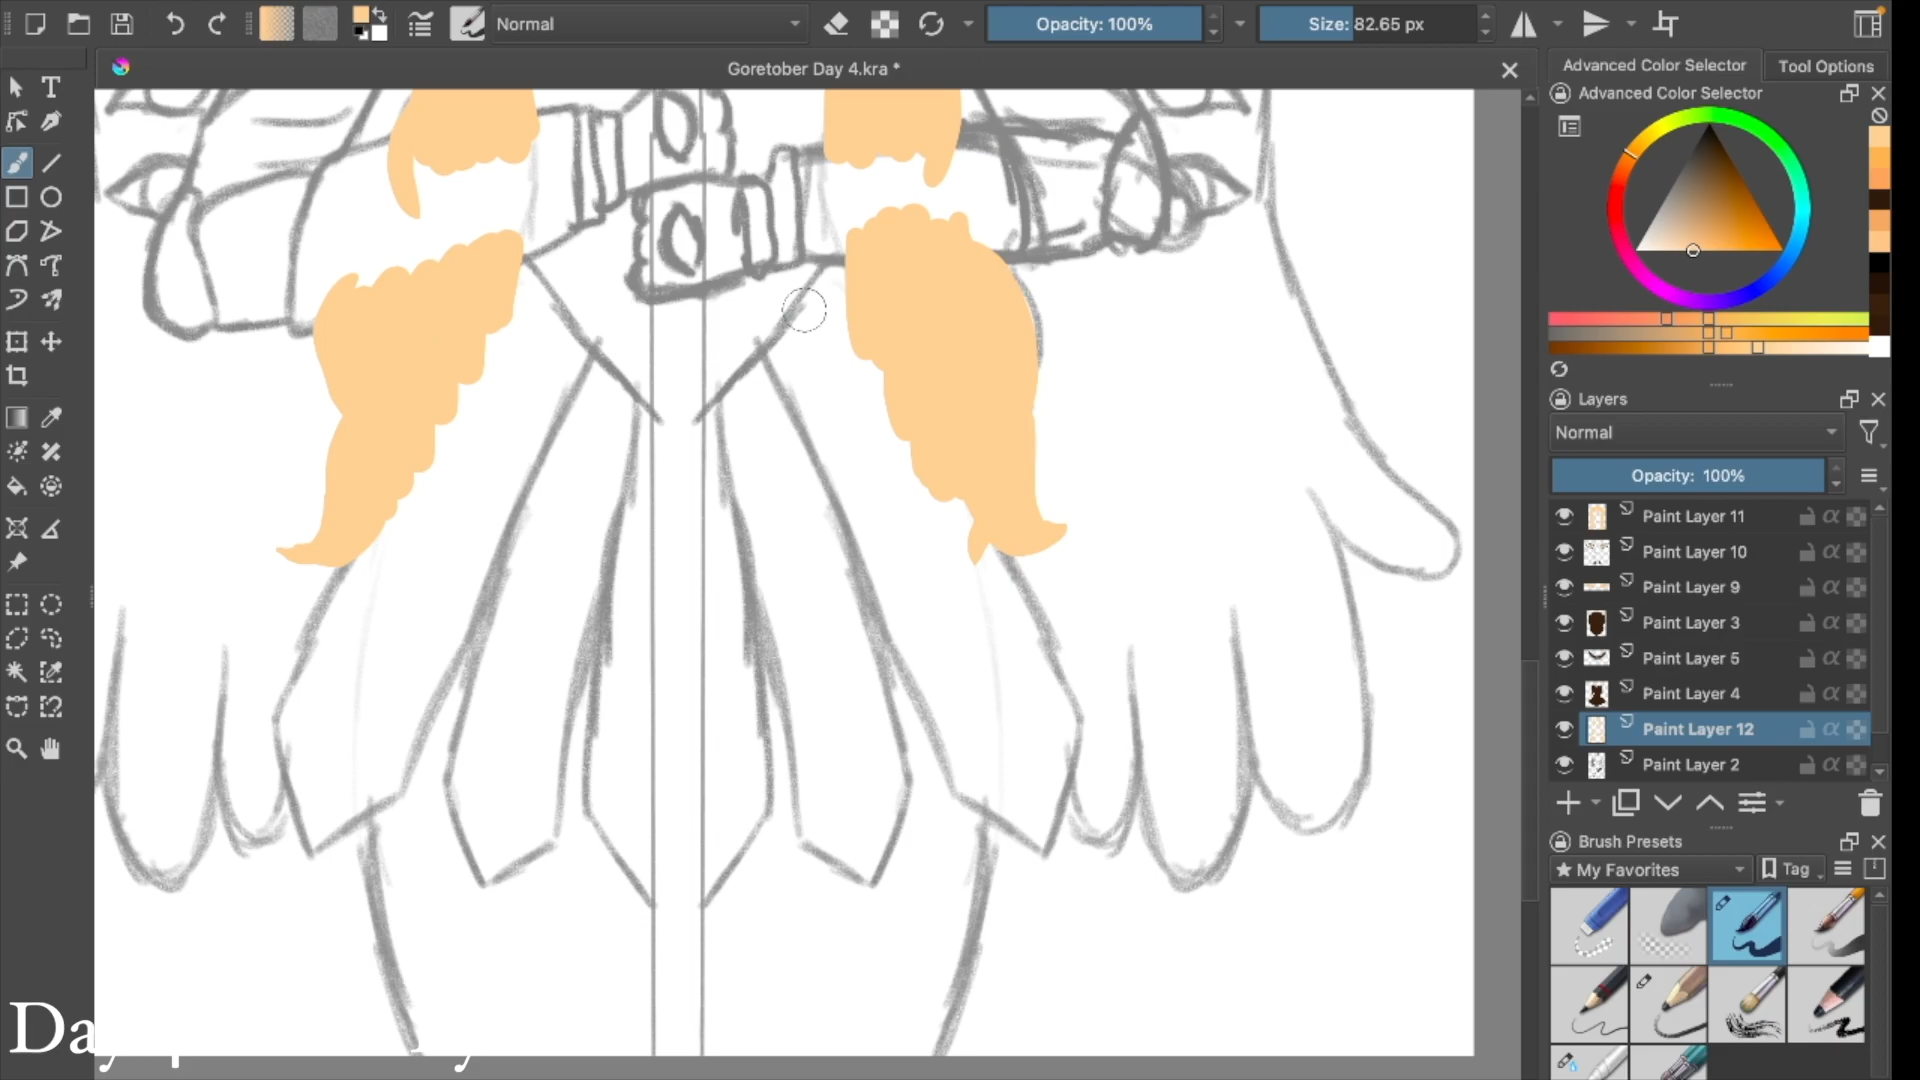 Normal
Opacity: 100%
Size: 82.65 px
Goretober Day 4.kra *
Advanced Color Selector
Tool Options
Advanced Color Selector
Layers
Normal
Opacity: 100%
Paint Layer 11
Paint Layer 10
Paint Layer 9
Paint Layer 3
Paint Layer 5
Paint Layer 4
Paint Layer 12
Paint Layer 2
Brush Presets
★ My Favorites
Tag